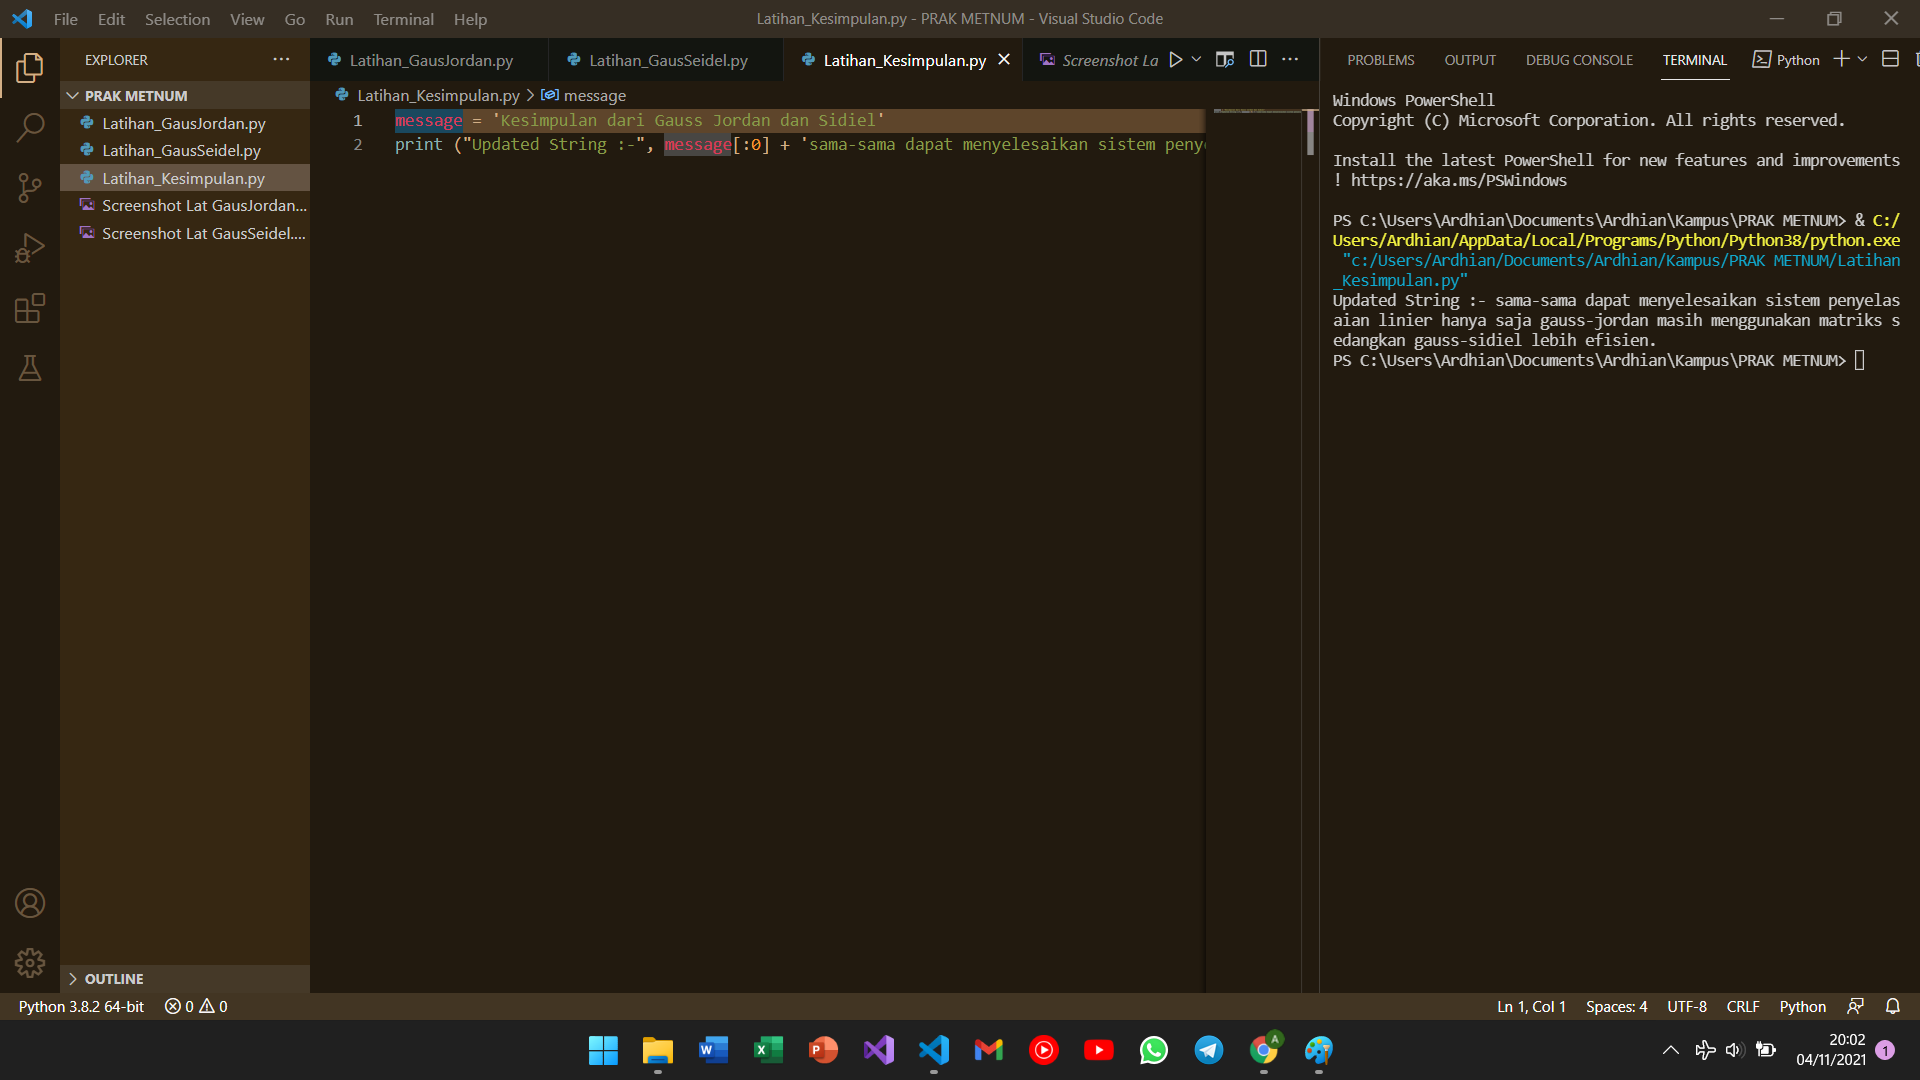 File Edit Selection View Go Run Terminal Help
Latihan_Kesimpulan.py - PRAK METNUM - Visual Studio Code
EXPLORER
PRAK METNUM
Latihan_GausJordan.py
Latihan_GausSeidel.py
Latihan_Kesimpulan.py
Screenshot Lat GausJordan...
Screenshot Lat GausSeidel....
OUTLINE
Latihan_GausJordan.py Latihan_GausSeidel.py Latihan_Kesimpulan.py Screenshot La
Latihan_Kesimpulan.py > message
1 message = 'Kesimpulan dari Gauss Jordan dan Sidiel'
2 print ("Updated String :-", message[:0] + 'sama-sama dapat menyelesaikan sistem peny
PROBLEMS OUTPUT DEBUG CONSOLE TERMINAL Python
Windows PowerShell
Copyright (C) Microsoft Corporation. All rights reserved.
Install the latest PowerShell for new features and improvements
! https://aka.ms/PSWindows
PS C:\Users\Ardhian\Documents\Ardhian\Kampus\PRAK METNUM> & C:/
Users/Ardhian/AppData/Local/Programs/Python/Python38/python.exe
"c:/Users/Ardhian/Documents/Ardhian/Kampus/PRAK METNUM/Latihan
_Kesimpulan.py"
Updated String :- sama-sama dapat menyelesaikan sistem penyelas
aian linier hanya saja gauss-jordan masih menggunakan matriks s
edangkan gauss-sidiel lebih efisien.
PS C:\Users\Ardhian\Documents\Ardhian\Kampus\PRAK METNUM>
Python 3.8.2 64-bit 0 0
Ln 1, Col 1 Spaces: 4 UTF-8 CRLF Python
20:02
04/11/2021 1